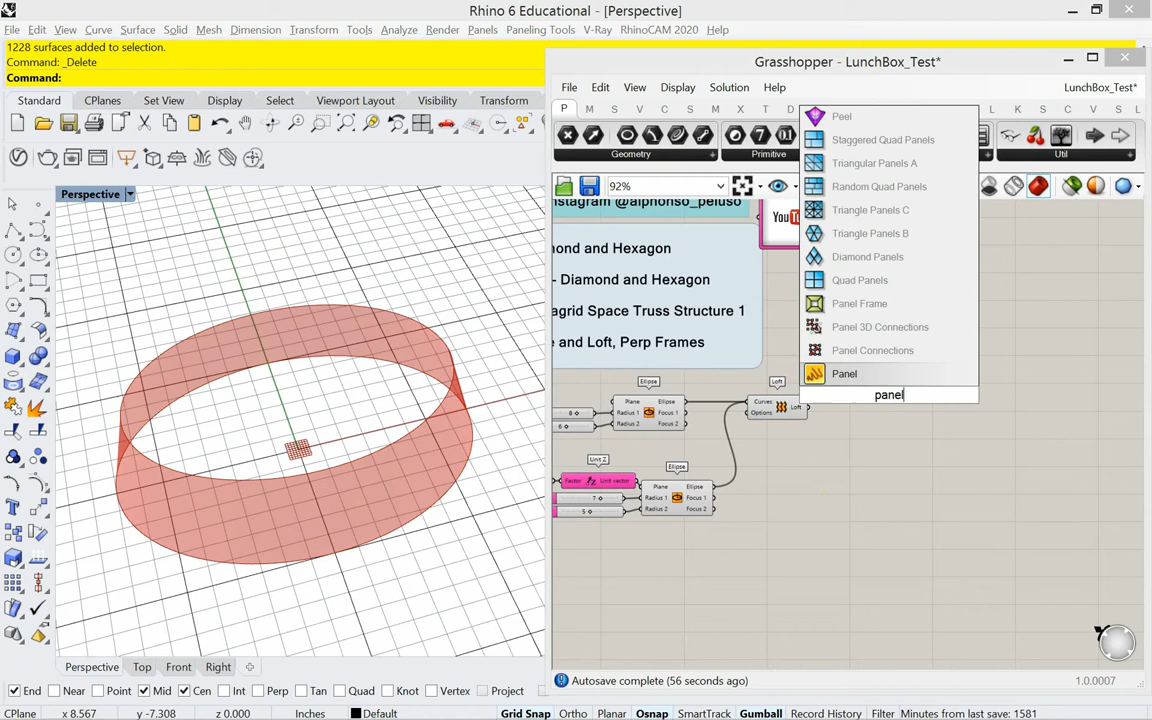 Rhino 6 Educational - [Perspective]
File Edit View Curve Surface Solid Mesh Dimension Transform Tools Analyze Render Panels Paneling Tools V-Ray RhinoCAM 2020 Help
1228 surfaces added to selection.
Command: _Delete
Command:
Standard CPlanes Set View Display Select Viewport Layout Visibility Transform
Perspective
Grasshopper - LunchBox_Test*
File Edit View Display Solution Help LunchBox_Test*
P M S V C S M X T D L K S C V S
Geometry + Primitive Util +
92%
nstagram @alphonso_peluso
You
mond and Hexagon
- Diamond and Hexagon
agrid Space Truss Structure 1
e and Loft, Perp Frames
Peel
Staggered Quad Panels
Triangular Panels A
Random Quad Panels
Triangle Panels C
Triangle Panels B
Diamond Panels
Quad Panels
Panel Frame
Panel 3D Connections
Panel Connections
Panel
panel
Ellipse
Plane Ellipse
Radius 1 Focus 1
Radius 2 Focus 2
8
6
Loft
Curves Loft
Options
Unit Z
Factor Unit vector
7
5
Ellipse
Plane Ellipse
Radius 1 Focus 1
Radius 2 Focus 2
Autosave complete (56 seconds ago) 1.0.0007
Perspective Top Front Right
End Near Point Mid Cen Int Perp Tan Quad Knot Vertex Project
CPlane x 8.567 y -7.308 z 0.000 Inches Default Grid Snap Ortho Planar Osnap SmartTrack Gumball Record History Filter Minutes from last save: 1581